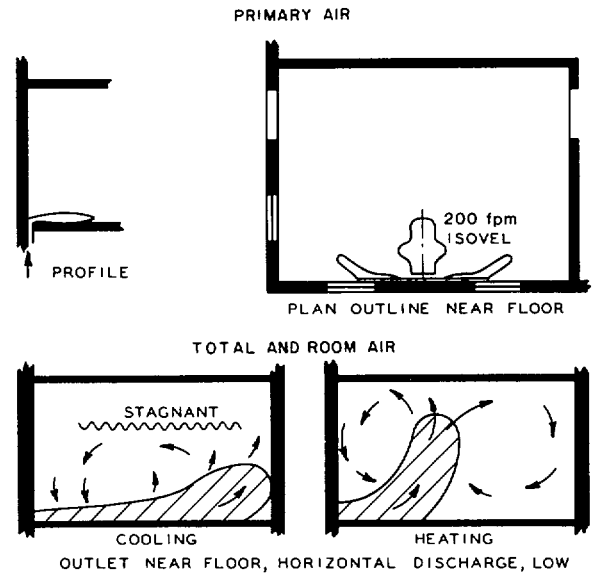 PRIMARY AIR
200 fpm
ISOVEL
PROFILE
PLAN OUTLINE NEAR FLOOR
TOTAL AND ROOM AIR
STAGNANT
COOLING
HEATING
OUTLET NEAR FLOOR, HORIZONTAL DISCHARGE, LOW